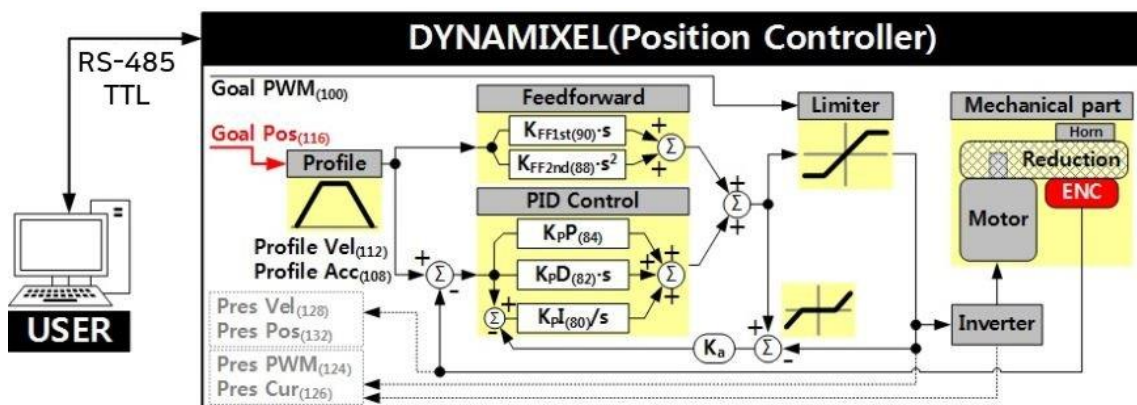 DYNAMIXEL(Position Controller)
RS-485
TTL
Goal PWM(100)
Feedforward
Limiter
Mechanical part
Goal Pos(116)
KFF1st(90)·s
+
Σ
Horn
Profile
KFF2nd(88)·s²
+
Reduction
ENC
Motor
PID Control
+
Σ
+
Profile Vel(112)
Profile Acc(108)
KPP(84)
+
+
Σ
-
KPD(82)·s
+
Σ
+
Pres Vel(128)
Pres Pos(132)
+
Σ
-
KPI(80)/s
Inverter
USER
Pres PWM(124)
Pres Cur(126)
Ka
+
Σ
-